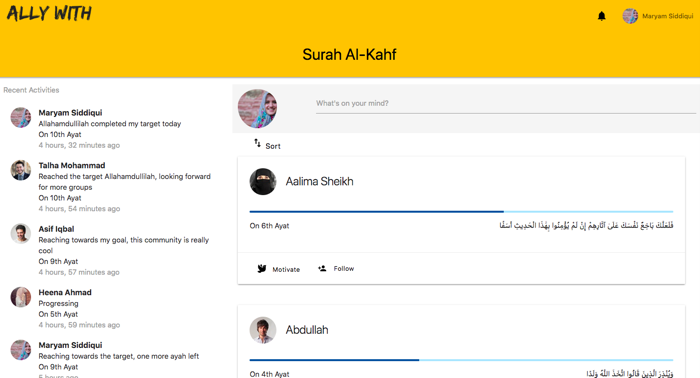 ALLY WITH
Maryam Siddiqui
Surah Al-Kahf
Recent Activities
Maryam Siddiqui
Allahamdullilah completed my target today
On 10th Ayat
4 hours, 32 minutes ago
Talha Mohammad
Reached the target Allahamdullilah, looking forward
for more groups
On 10th Ayat
4 hours, 54 minutes ago
Asif Iqbal
Reaching towards my goal, this community is really
cool
On 9th Ayat
4 hours, 57 minutes ago
Heena Ahmad
Progressing
On 5th Ayat
4 hours, 59 minutes ago
Maryam Siddiqui
Reaching towards the target, one more ayah left
On 9th Ayat
5 hours ago
What's on your mind?
Sort
Aalima Sheikh
On 6th Ayat
فَلَعَلَّكَ بَاخِعٌ نَفْسَكَ عَلَىٰ آثَارِهِمْ إِنْ لَمْ يُؤْمِنُوا بِهَٰذَا الْحَدِيثِ أَسَفًا
Motivate
Follow
Abdullah
On 4th Ayat
وَيُنْذِرَ الَّذِينَ قَالُوا اتَّخَذَ اللَّهُ وَلَدًا